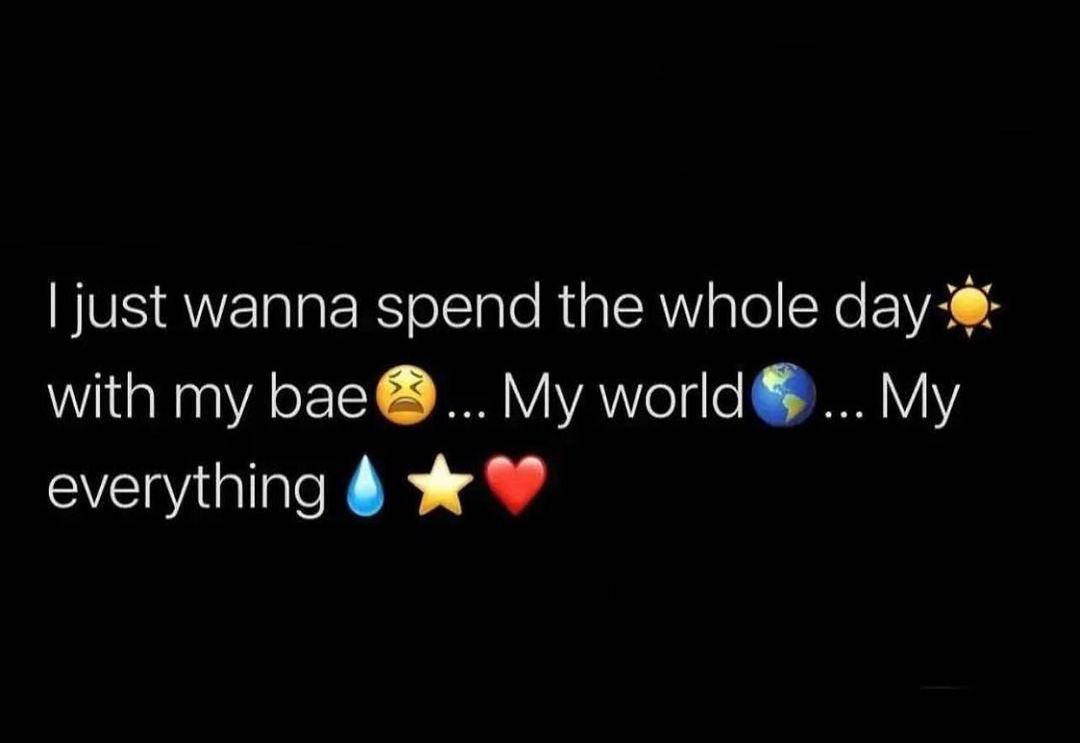 I just wanna spend the whole day☀️
with my bae😫... My world🌎... My
everything 💧⭐❤️